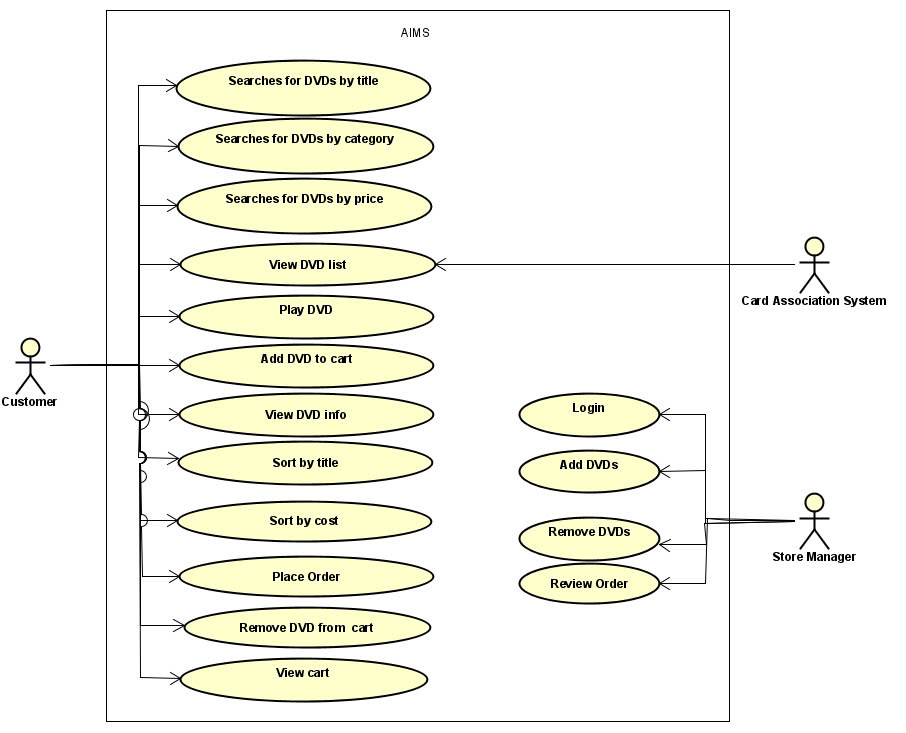 AIMS
Searches for DVDs by title
Searches for DVDs by category
Searches for DVDs by price
View DVD list
Card Association System
Play DVD
Add DVD to cart
Customer
View DVD info
Login
Sort by title
Add DVDs
Sort by cost
Remove DVDs
Store Manager
Place Order
Review Order
Remove DVD from cart
View cart